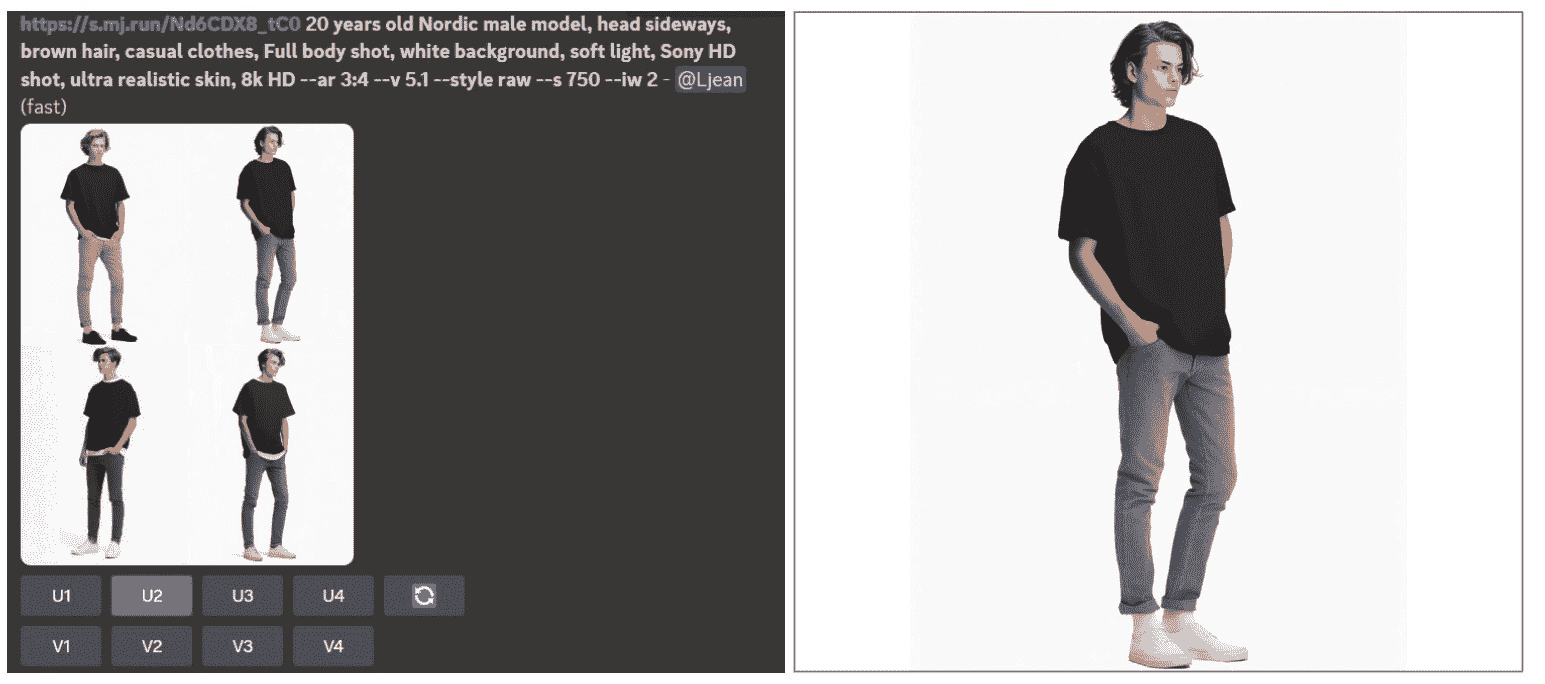 https://s.mj.run/Nd6CDX8_tC0 20 years old Nordic male model, head sideways,
brown hair, casual clothes, Full body shot, white background, soft light, Sony HD
shot, ultra realistic skin, 8k HD --ar 3:4 --v 5.1 --style raw --s 750 --iw 2 - @Ljean
(fast)
U1 U2 U3 U4
V1 V2 V3 V4